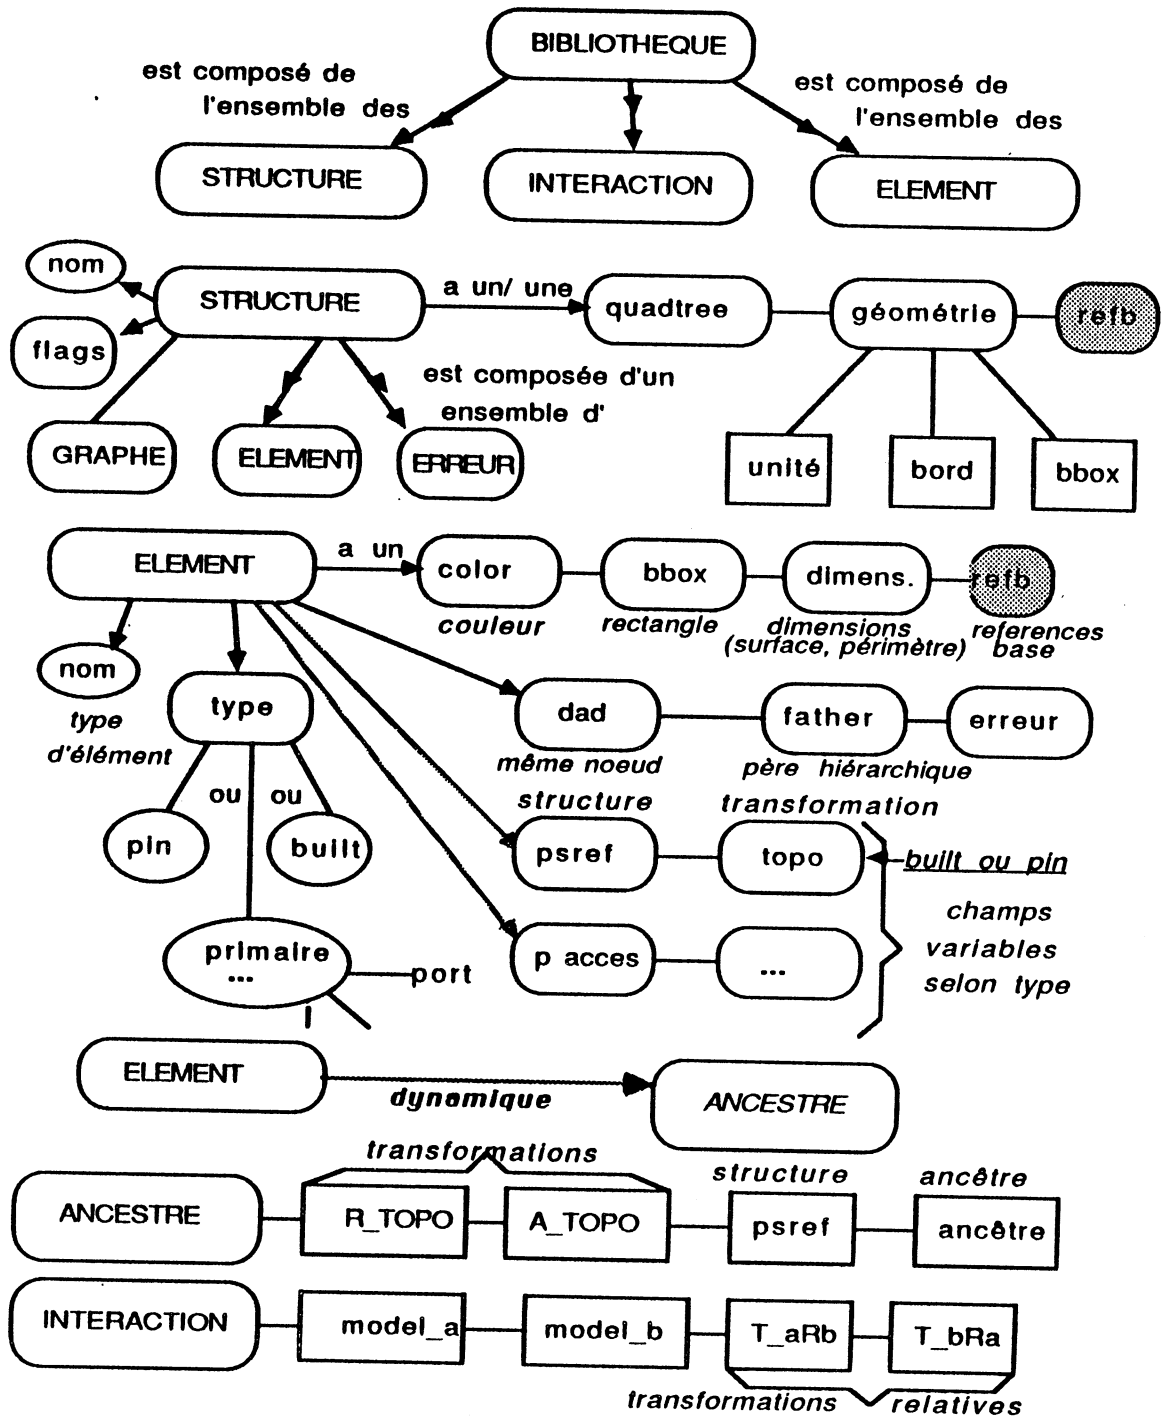 BIBLIOTHEQUE
est composé de
l'ensemble des
est composé de
l'ensemble des
STRUCTURE
INTERACTION
ELEMENT
nom
STRUCTURE
a un/ une
quadtree
géométrie
refb
flags
est composée d'un
ensemble d'
GRAPHE
ELEMENT
ERREUR
unité
bord
bbox
ELEMENT
a un
color
bbox
dimens.
refb
couleur
rectangle
dimensions
(surface, périmètre)
references
base
nom
type
d'élément
type
dad
father
erreur
même noeud
père hiérarchique
ou ou
structure
transformation
pin
built
psref
topo
built ou pin
champs
variables
selon type
primaire
...
port
p acces
...
ELEMENT
dynamique
ANCESTRE
transformations
structure
ancêtre
ANCESTRE
R_TOPO
A_TOPO
psref
ancêtre
INTERACTION
model_a
model_b
T_aRb
T_bRa
transformations relatives